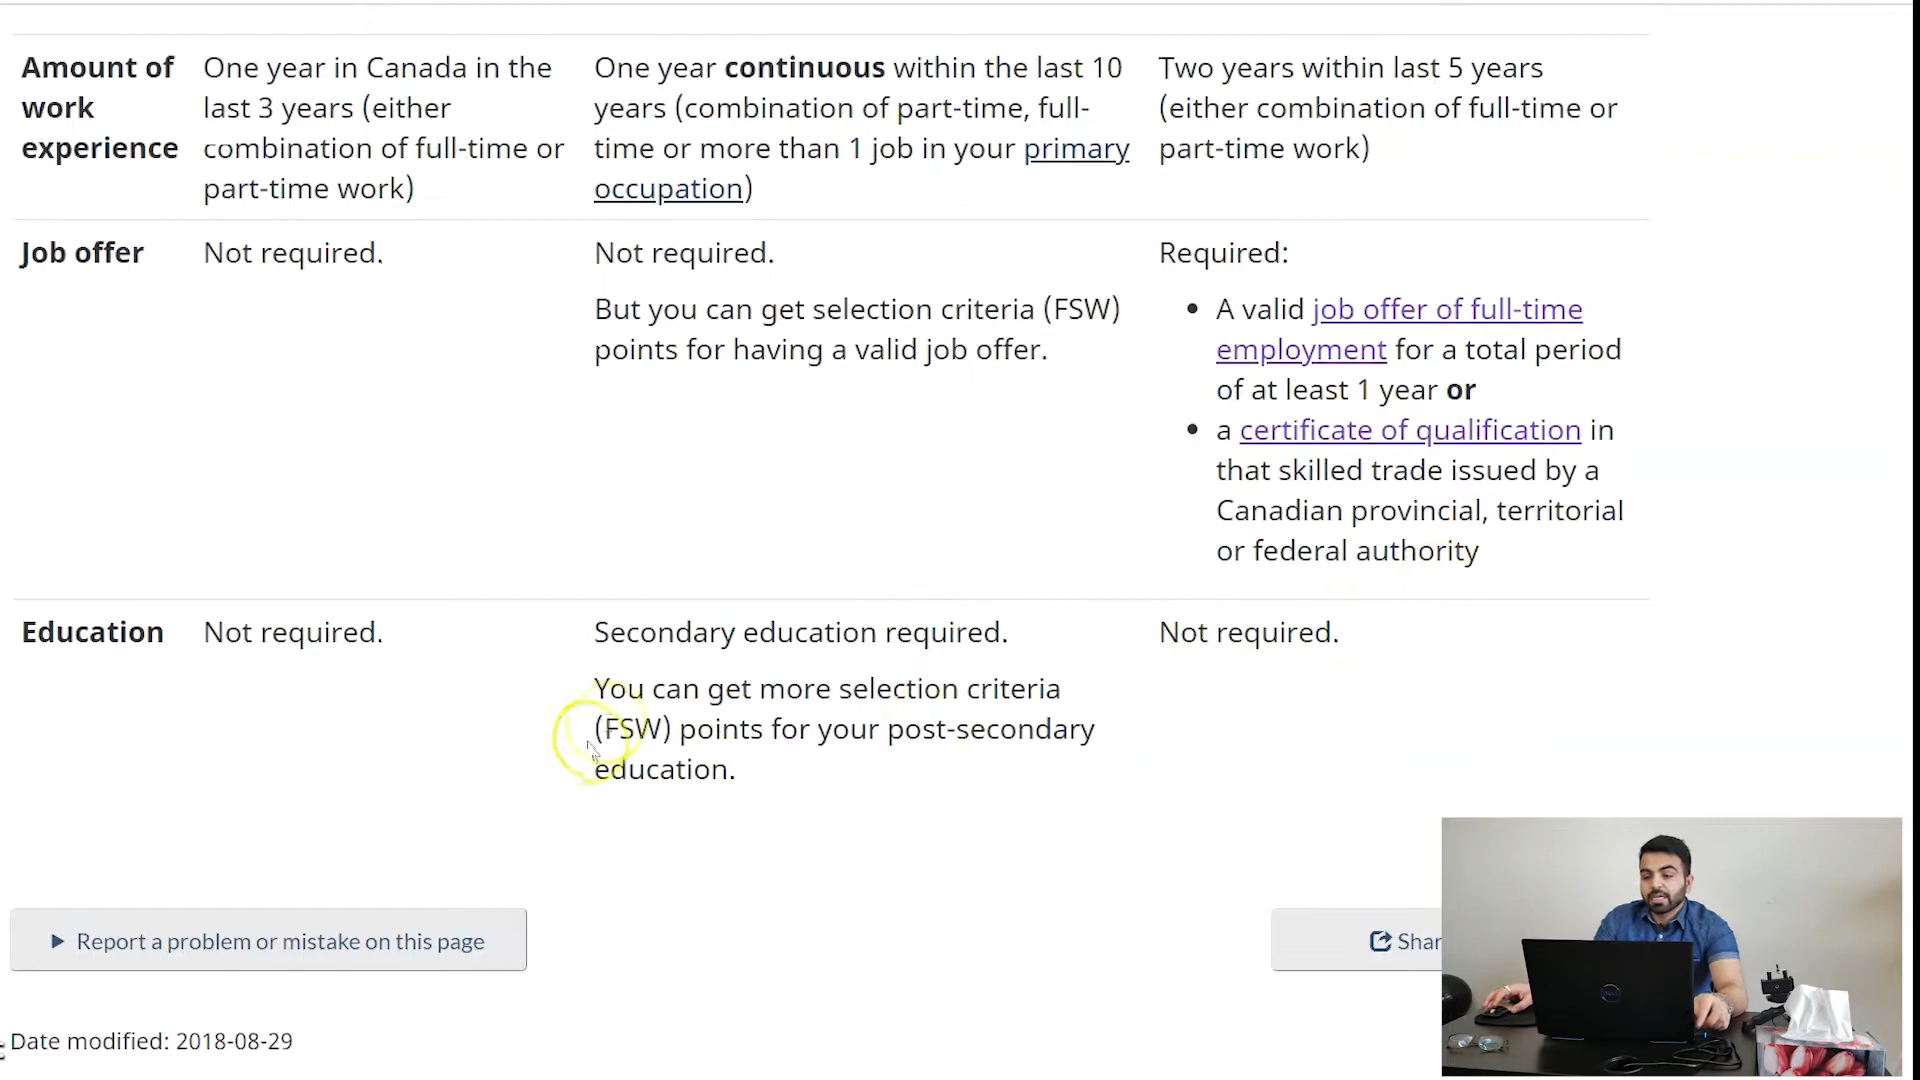 Amount of
work
experience
One year in Canada in the
last 3 years (either
combination of full-time or
part-time work)
One year continuous within the last 10
years (combination of part-time, full-
time or more than 1 job in your primary
occupation)
Two years within last 5 years
(either combination of full-time or
part-time work)
Job offer
Not required.
Not required.
But you can get selection criteria (FSW)
points for having a valid job offer.
Required:
• A valid job offer of full-time
employment for a total period
of at least 1 year or
• a certificate of qualification in
that skilled trade issued by a
Canadian provincial, territorial
or federal authority
Education
Not required.
Secondary education required.
You can get more selection criteria
(FSW) points for your post-secondary
education.
Not required.
Report a problem or mistake on this page
Shar
Date modified: 2018-08-29